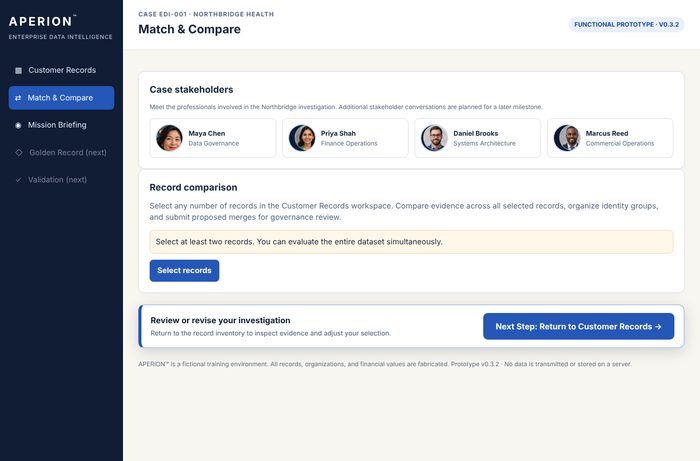 APERION™
ENTERPRISE DATA INTELLIGENCE
Customer Records
Match & Compare
Mission Briefing
Golden Record (next)
Validation (next)
CASE EDI-001 · NORTHBRIDGE HEALTH
Match & Compare
FUNCTIONAL PROTOTYPE · V0.3.2
Case stakeholders
Meet the professionals involved in the Northbridge investigation. Additional stakeholder conversations are planned for a later milestone.
Maya Chen
Data Governance
Priya Shah
Finance Operations
Daniel Brooks
Systems Architecture
Marcus Reed
Commercial Operations
Record comparison
Select any number of records in the Customer Records workspace. Compare evidence across all selected records, organize identity groups,
and submit proposed merges for governance review.
Select at least two records. You can evaluate the entire dataset simultaneously.
Select records
Review or revise your investigation
Return to the record inventory to inspect evidence and adjust your selection.
Next Step: Return to Customer Records →
APERION™ is a fictional training environment. All records, organizations, and financial values are fabricated. Prototype v0.3.2 · No data is transmitted or stored on a server.